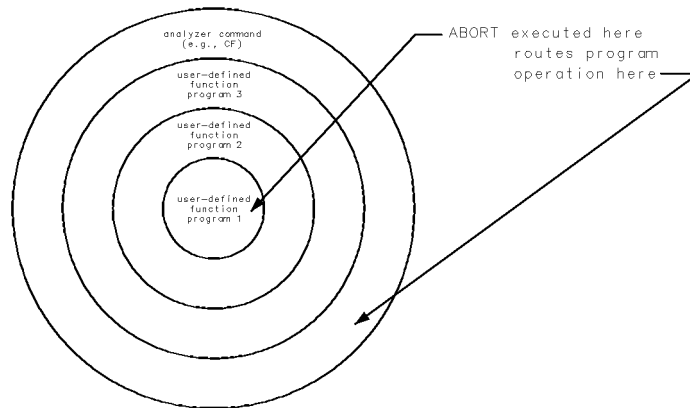 analyzer command
(e.g., CF)
user-defined
function
program 3
user-defined
function
program 2
user-defined
function
program 1
ABORT executed here
routes program
operation here